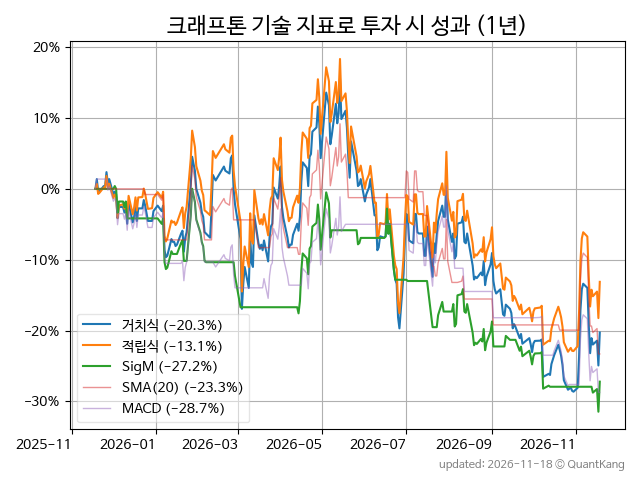 크래프톤 기술 지표로 투자 시 성과 (1년)
20%
10%
0%
−10%
−20%
−30%
거치식 (−20.3%)
적립식 (−13.1%)
SigM (−27.2%)
SMA(20) (−23.3%)
MACD (−28.7%)
2025-11
2026-01
2026-03
2026-05
2026-07
2026-09
2026-11
updated: 2026-11-18 © QuantKang